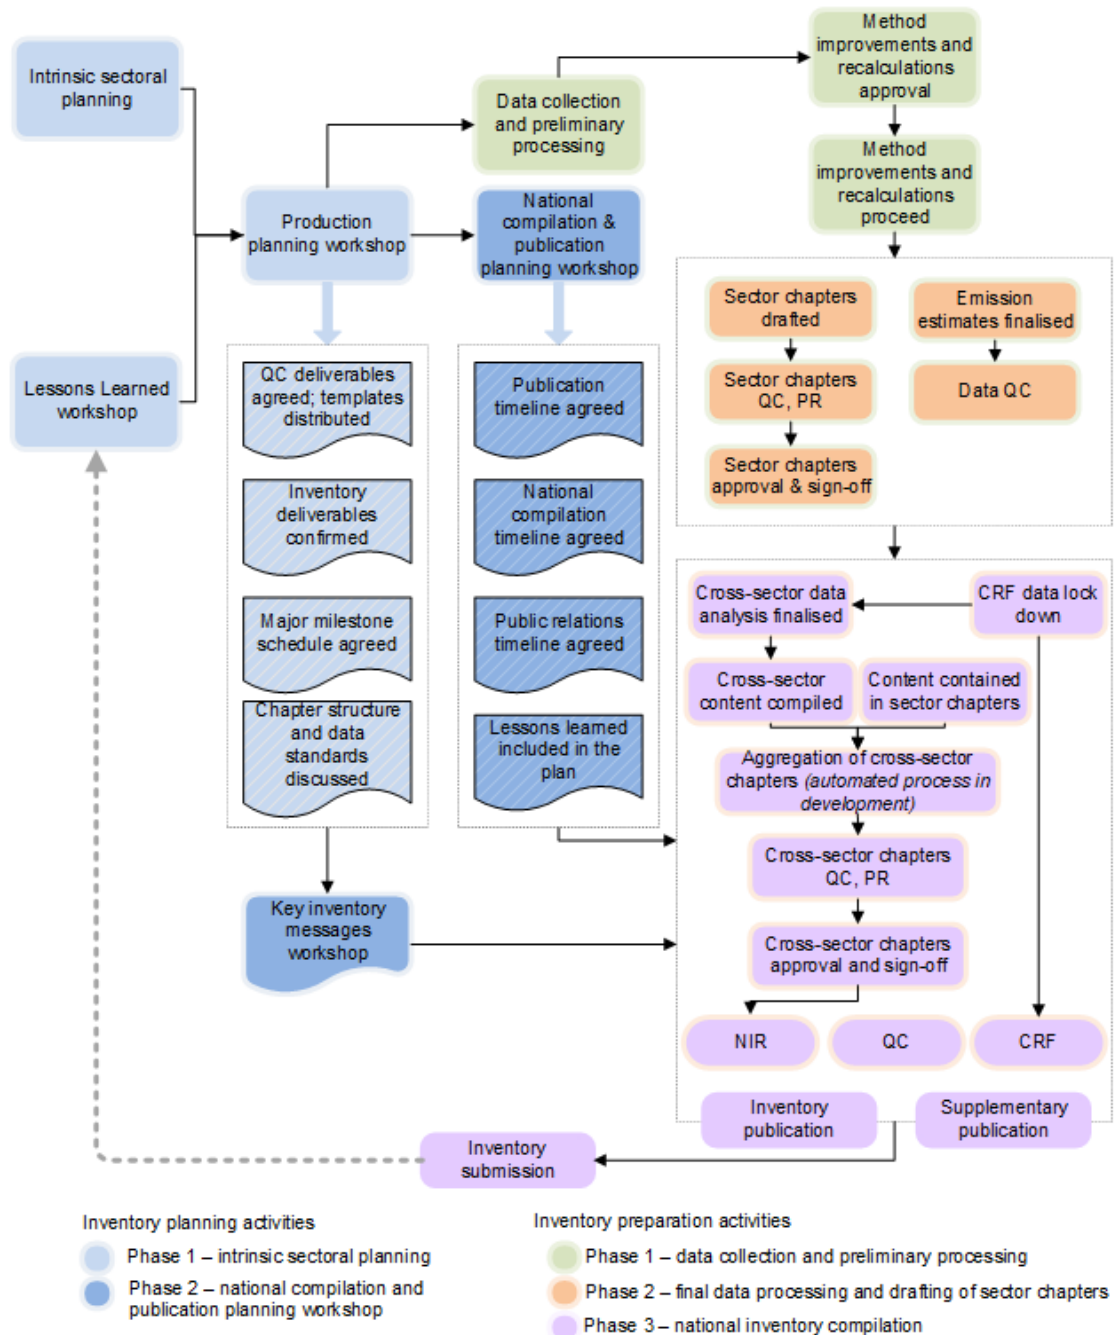 Intrinsic sectoral
planning
Lessons Learned
workshop
Production
planning workshop
Data collection
and preliminary
processing
National
compilation &
publication
planning workshop
Method
improvements and
recalculations
approval
Method
improvements and
recalculations
proceed
QC deliverables
agreed; templates
distributed
Inventory
deliverables
confirmed
Major milestone
schedule agreed
Chapter structure
and data
standards
discussed
Publication
timeline agreed
National
compilation
timeline agreed
Public relations
timeline agreed
Lessons learned
included in the
plan
Key inventory
messages
workshop
Sector chapters
drafted
Sector chapters
QC, PR
Sector chapters
approval & sign-off
Emission
estimates finalised
Data QC
Cross-sector data
analysis finalised
CRF data lock
down
Cross-sector
content compiled
Content contained
in sector chapters
Aggregation of cross-sector
chapters (automated process in
development)
Cross-sector chapters
QC, PR
Cross-sector chapters
approval and sign-off
NIR
QC
CRF
Inventory
publication
Supplementary
publication
Inventory
submission
Inventory planning activities
Phase 1 – intrinsic sectoral planning
Phase 2 – national compilation and
publication planning workshop
Inventory preparation activities
Phase 1 – data collection and preliminary processing
Phase 2 – final data processing and drafting of sector chapters
Phase 3 – national inventory compilation